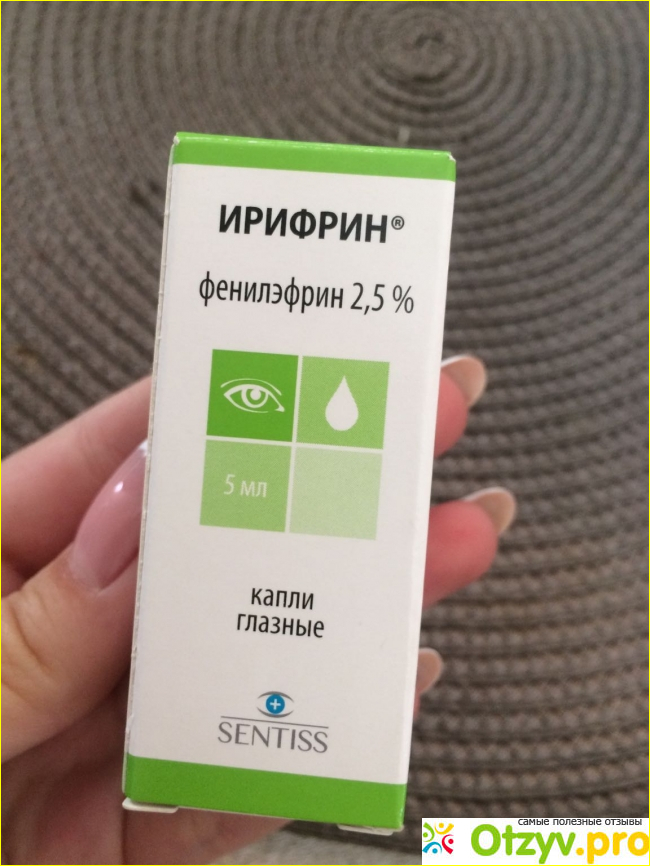 ИРИФРИН®
фенилэфрин 2,5 %
5 мл
капли
глазные
SENTISS
самые полезные отзывы
Otzyv.pro